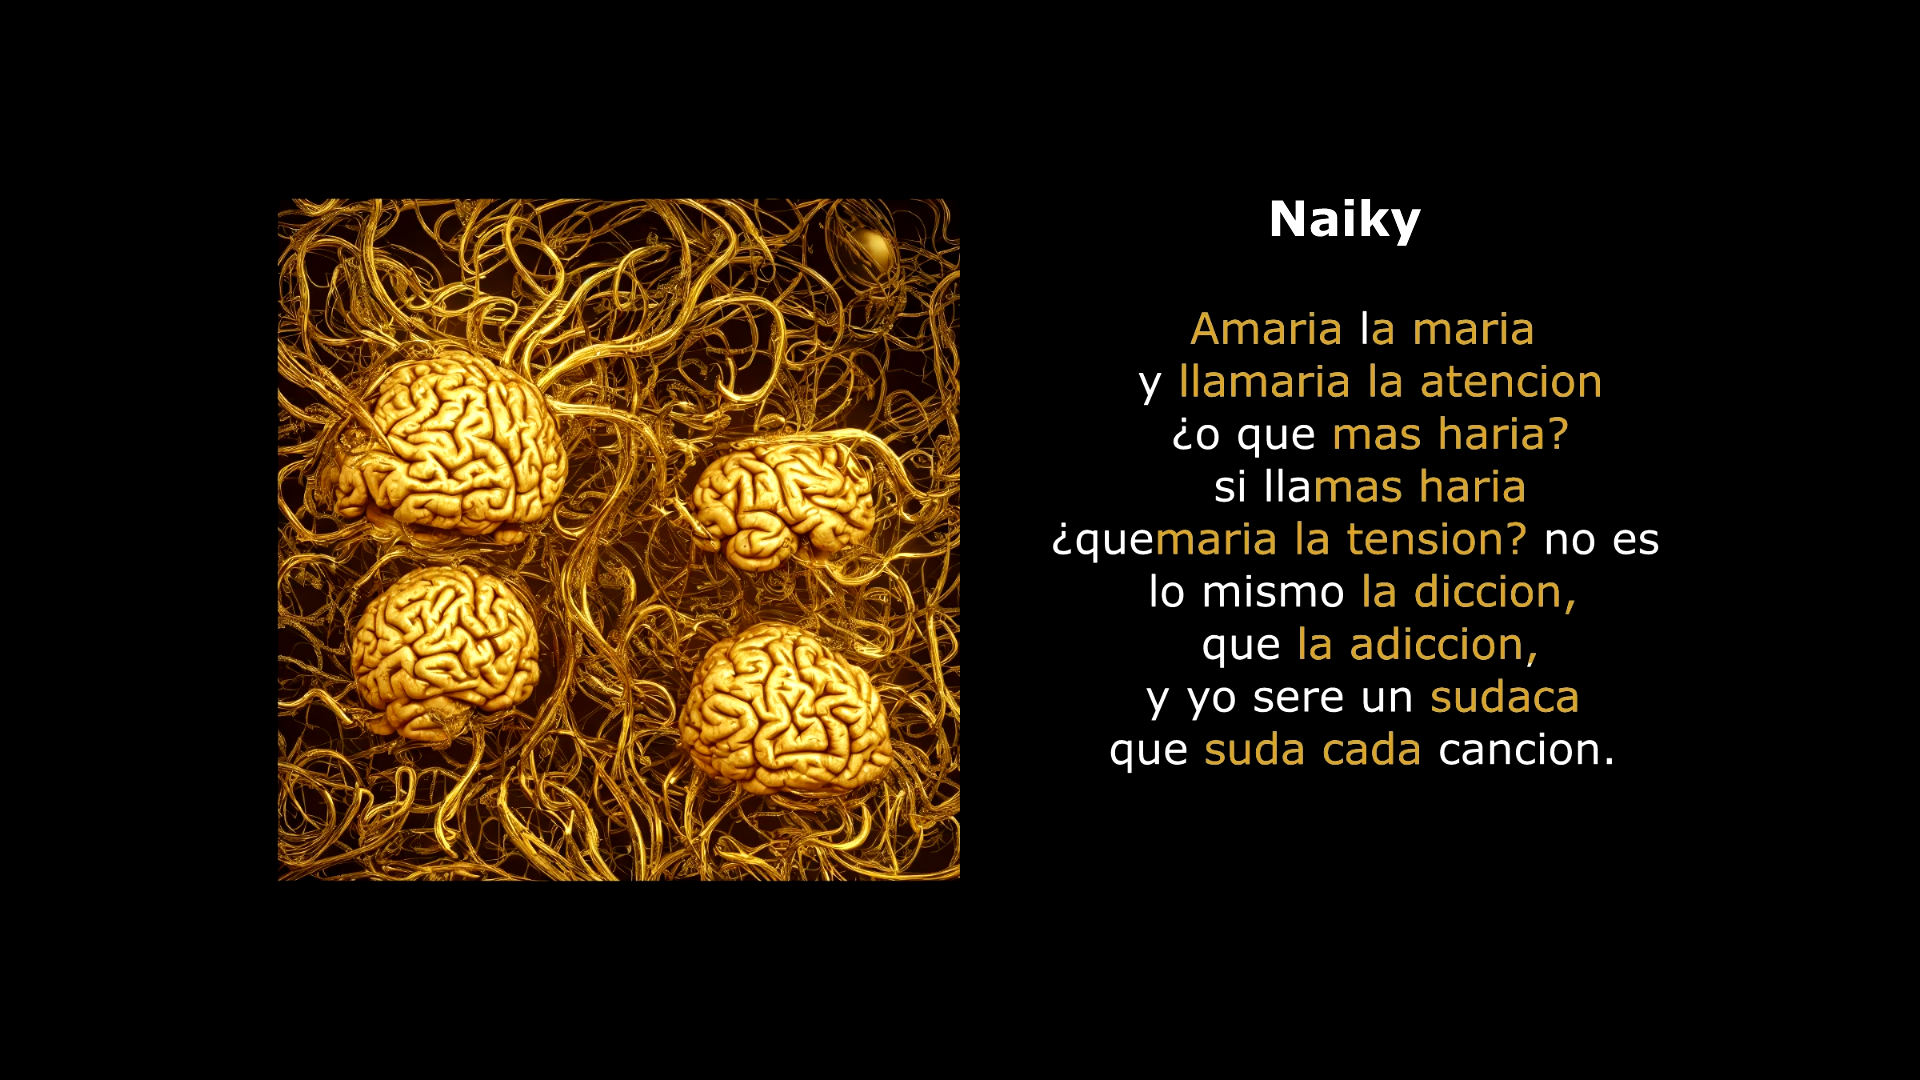 Naiky
Amaria la maria
y llamaria la atencion
¿o que mas haria?
si llamas haria
¿quemaria la tension? no es
lo mismo la diccion,
que la adiccion,
y yo sere un sudaca
que suda cada cancion.